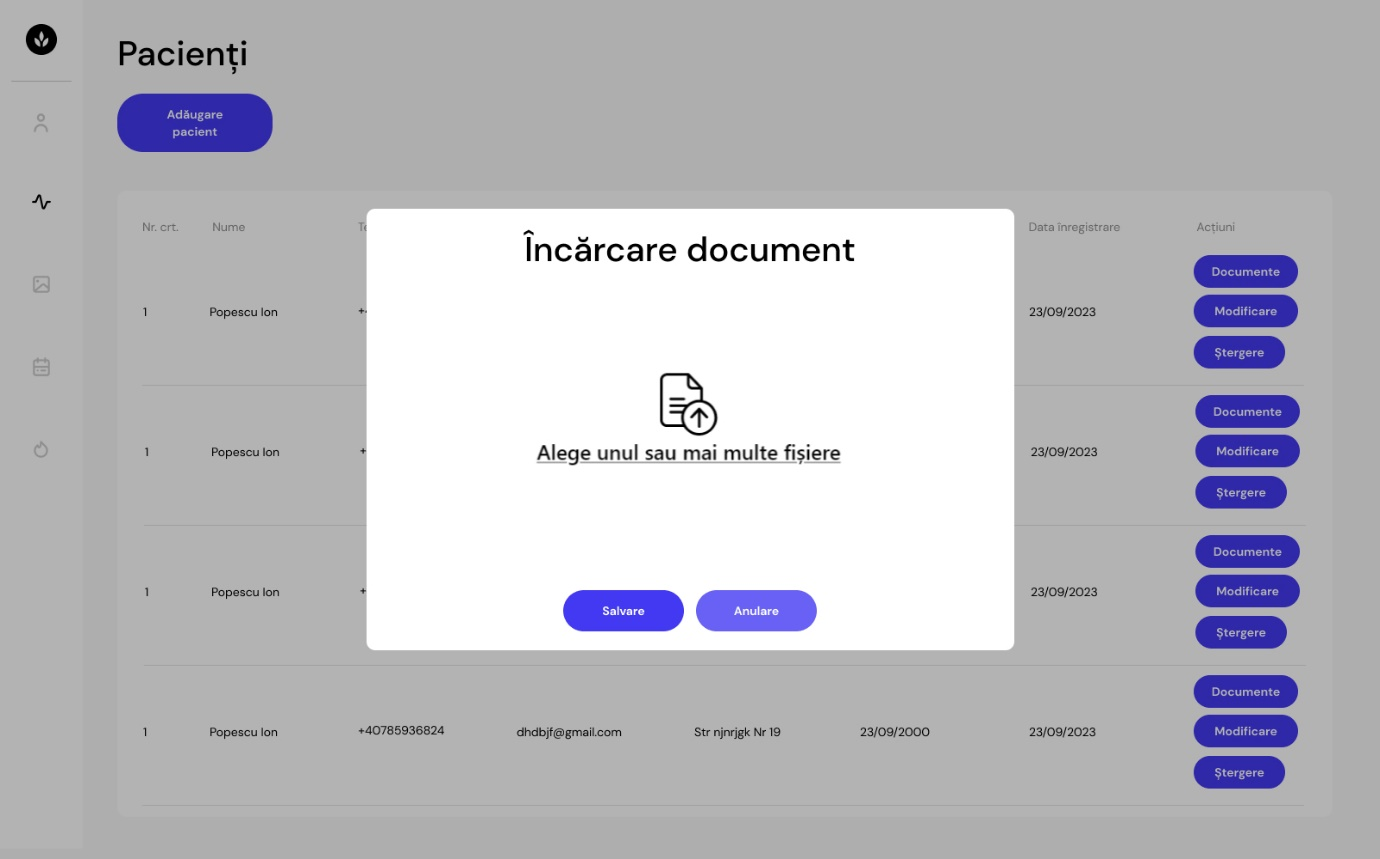 Pacienți
Adăugare
pacient
Nr. crt. Nume Data înregistrare Acțiuni
Încărcare document
Documente
1 Popescu Ion 23/09/2023 Modificare
Ștergere
Documente
1 Popescu Ion 23/09/2023 Modificare
Alege unul sau mai multe fișiere
Ștergere
Documente
1 Popescu Ion 23/09/2023 Modificare
Salvare Anulare
Ștergere
Documente
1 Popescu Ion +40785936824 dhdbjf@gmail.com Str njnrjgk Nr 19 23/09/2000 23/09/2023 Modificare
Ștergere